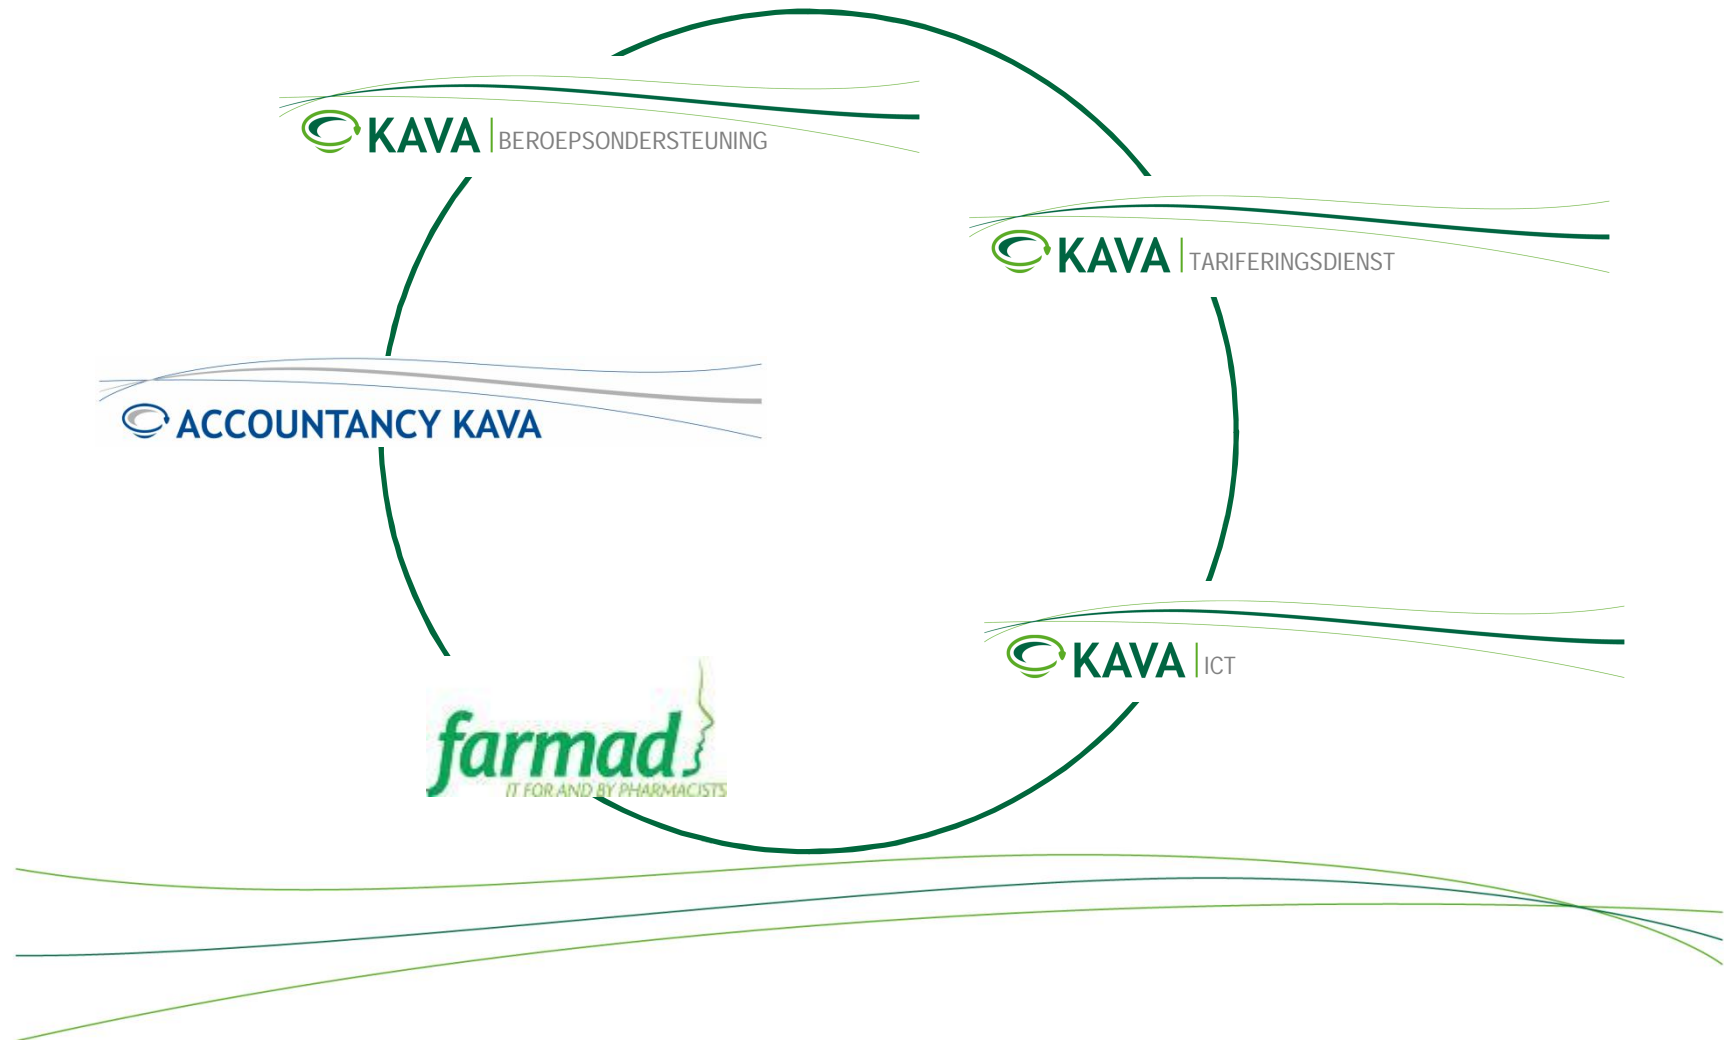 KAVA BEROEPSONDERSTEUNING
KAVA TARIFERINGSDIENST
ACCOUNTANCY KAVA
KAVA ICT
farmad
IT FOR AND BY PHARMACISTS